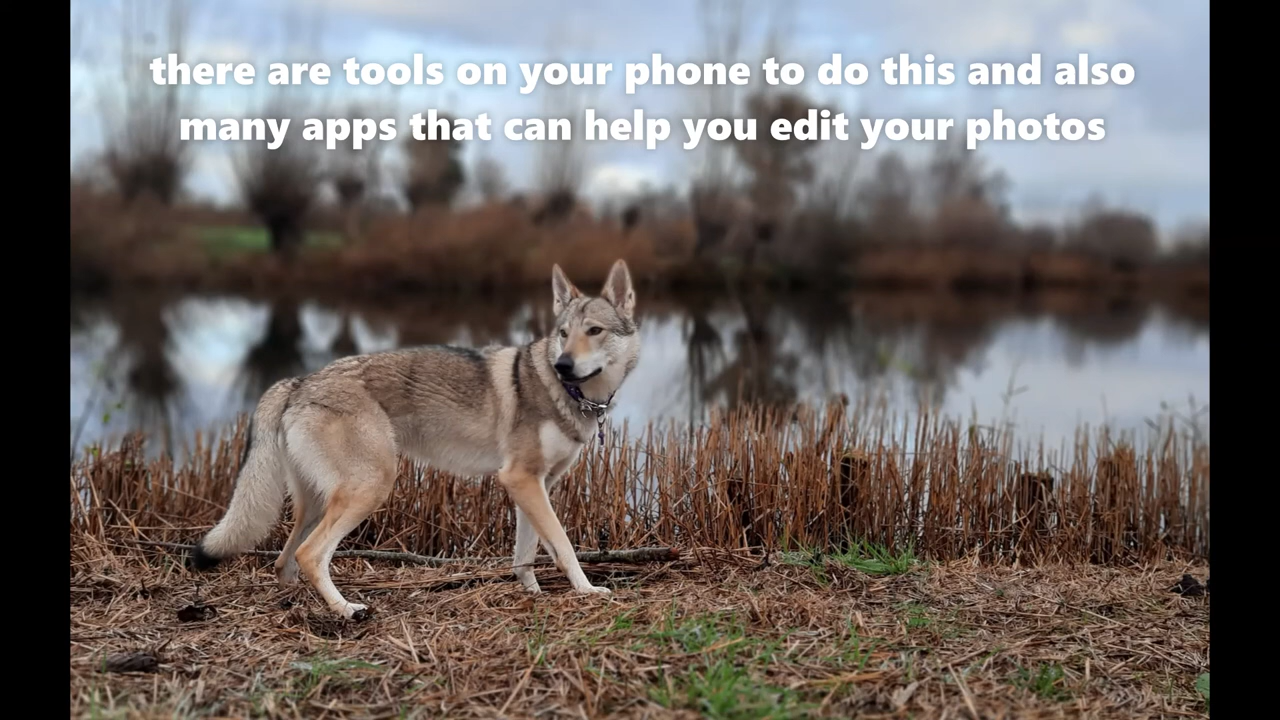 there are tools on your phone to do this and also
many apps that can help you edit your photos